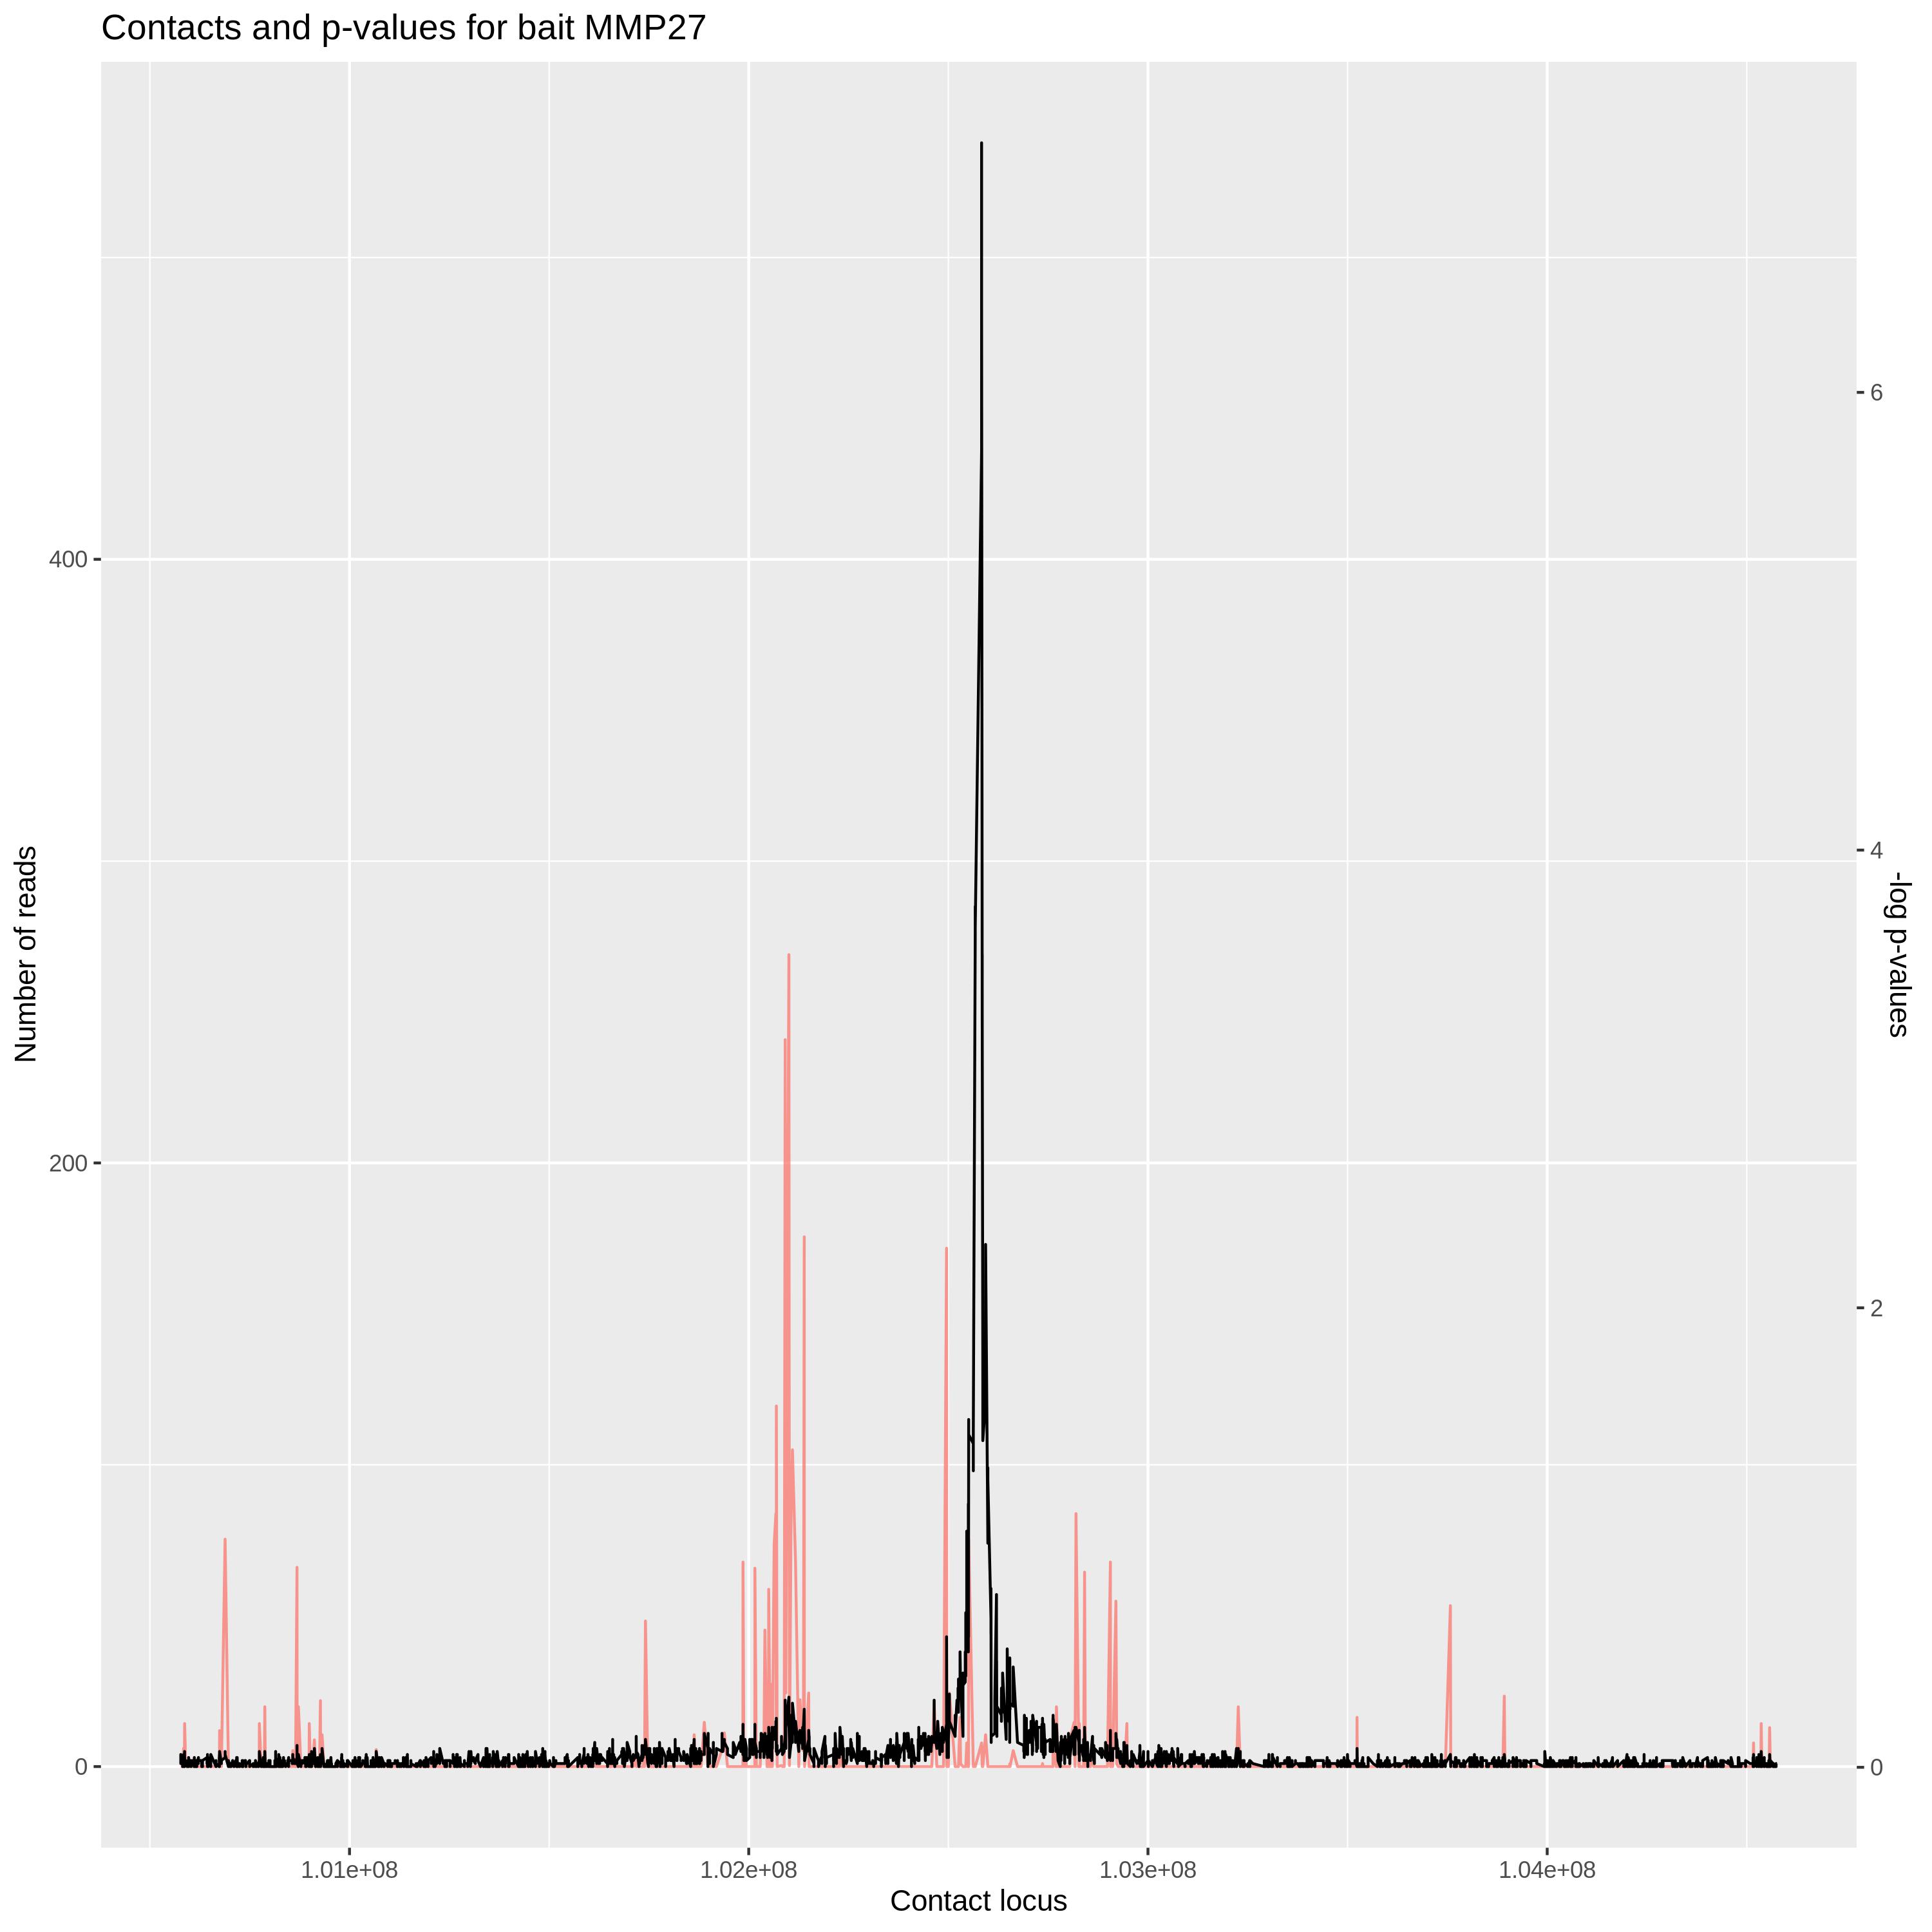 Contacts and p-values for bait MMP27
Number of reads
400
200
0
6
4
2
0
-log p-values
1.01e+08
1.02e+08
1.03e+08
1.04e+08
Contact locus